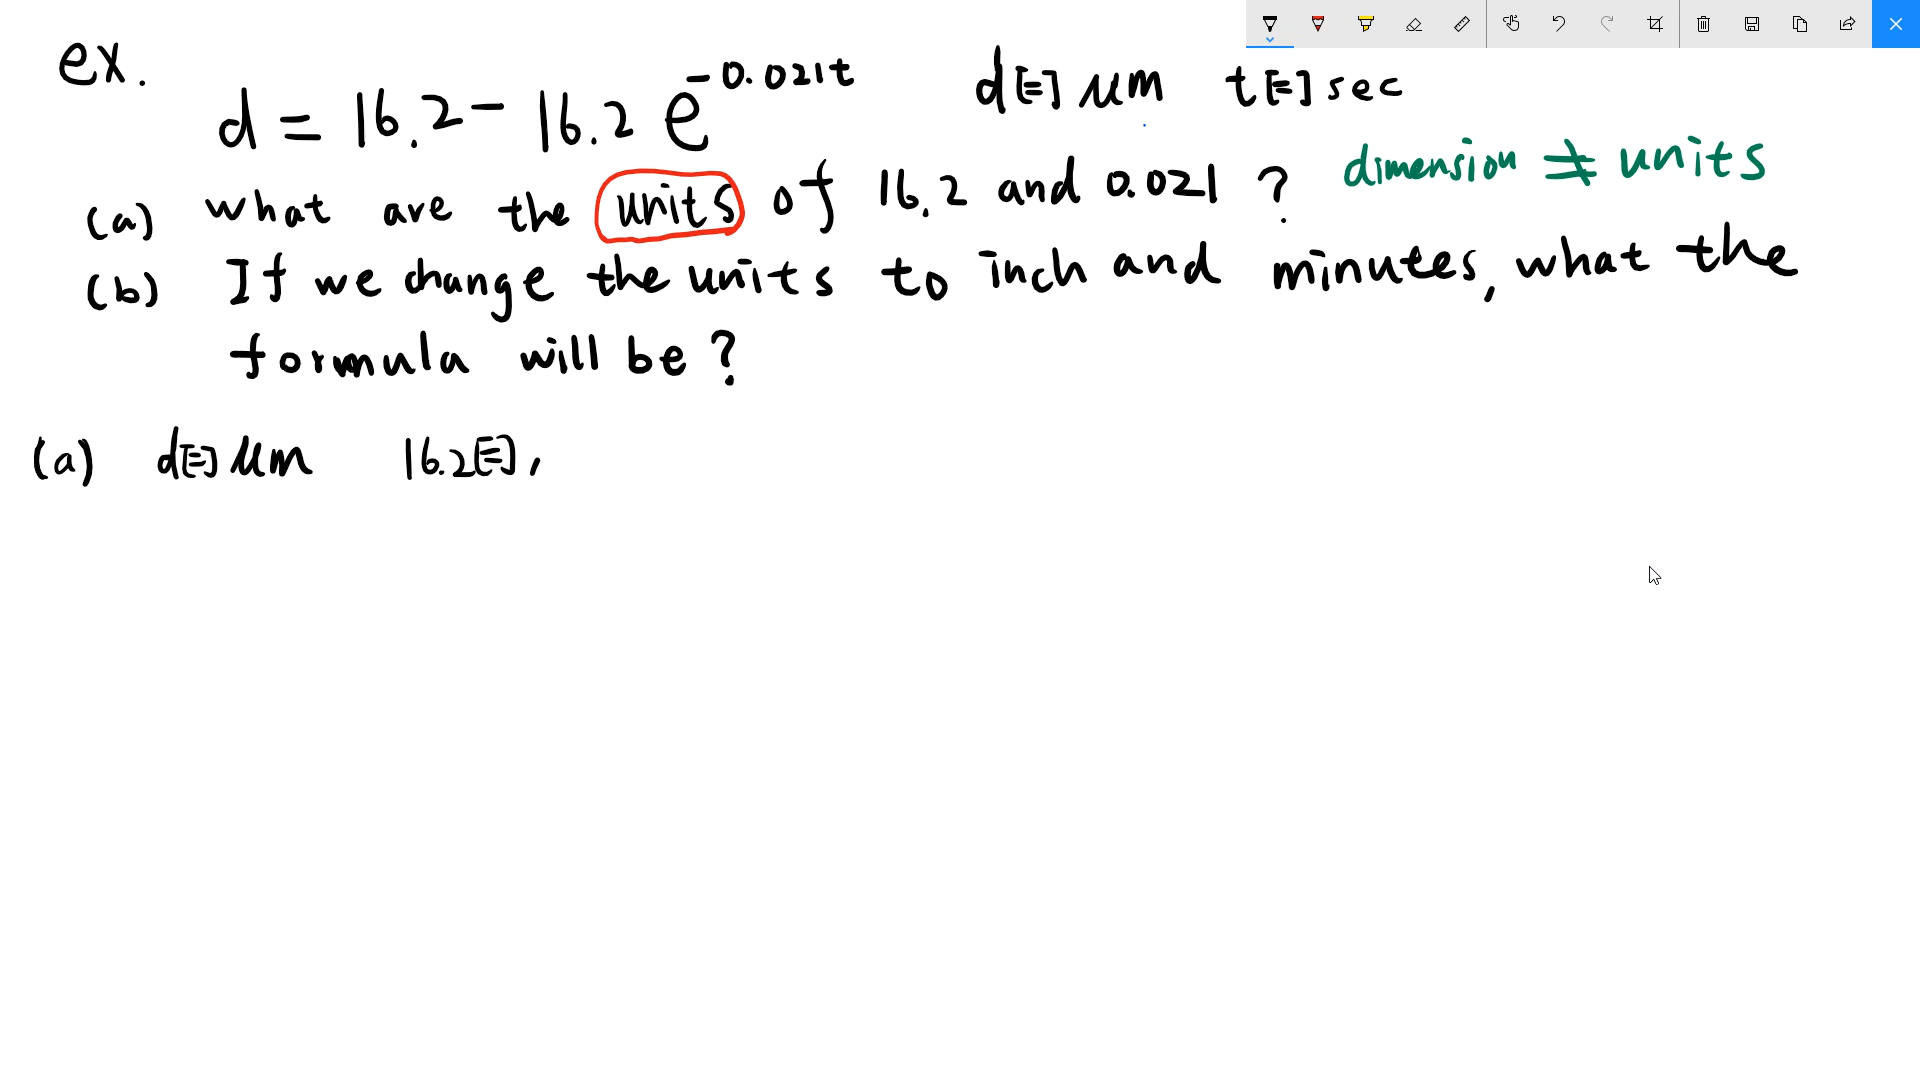 ex.
d = 16.2 - 16.2 e^{-0.021t} d[=] μm t[=] sec
dimension ≠ units
(a) what are the units of 16.2 and 0.021 ?
(b) If we change the units to inch and minutes, what the
formula will be ?
(a) d[=] μm 16.2[=],